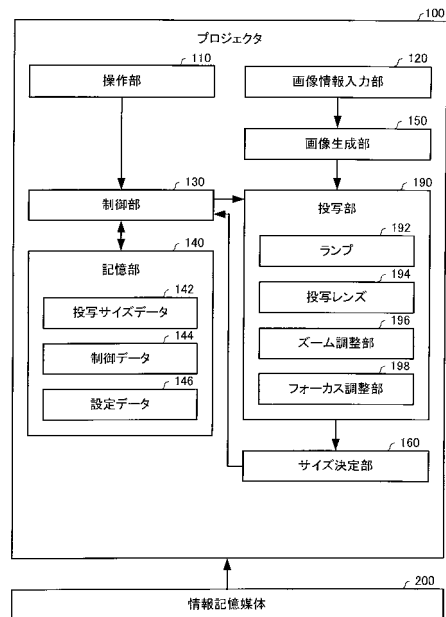 100
プロジェクタ
110
操作部
120
画像情報入力部
150
画像生成部
130
制御部
190
投写部
140
記憶部
192
ランプ
142
投写サイズデータ
194
投写レンズ
144
制御データ
196
ズーム調整部
146
設定データ
198
フォーカス調整部
160
サイズ決定部
200
情報記憶媒体